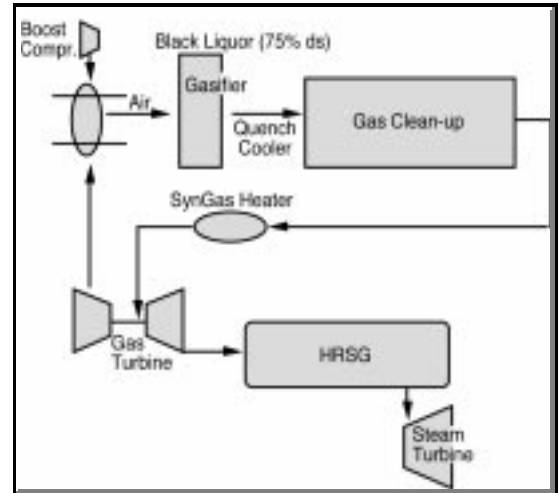 Boost
Compr.
Black Liquor (75% ds)
Gasifier
Air
Quench
Cooler
Gas Clean-up
SynGas Heater
Gas
Turbine
HRSG
Steam
Turbine